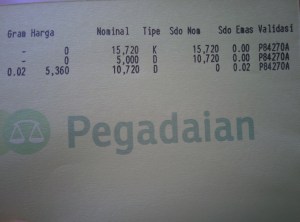 Gram Harga Nominal Tipe Sdo Nom Sdo Emas Validasi
- 0 15,720 K 15,720 0.00 P84270A
- 0 5,000 D 10,720 0.00 P84270A
0.02 5,360 10,720 D 0 0.02 P84270A
Pegadaian